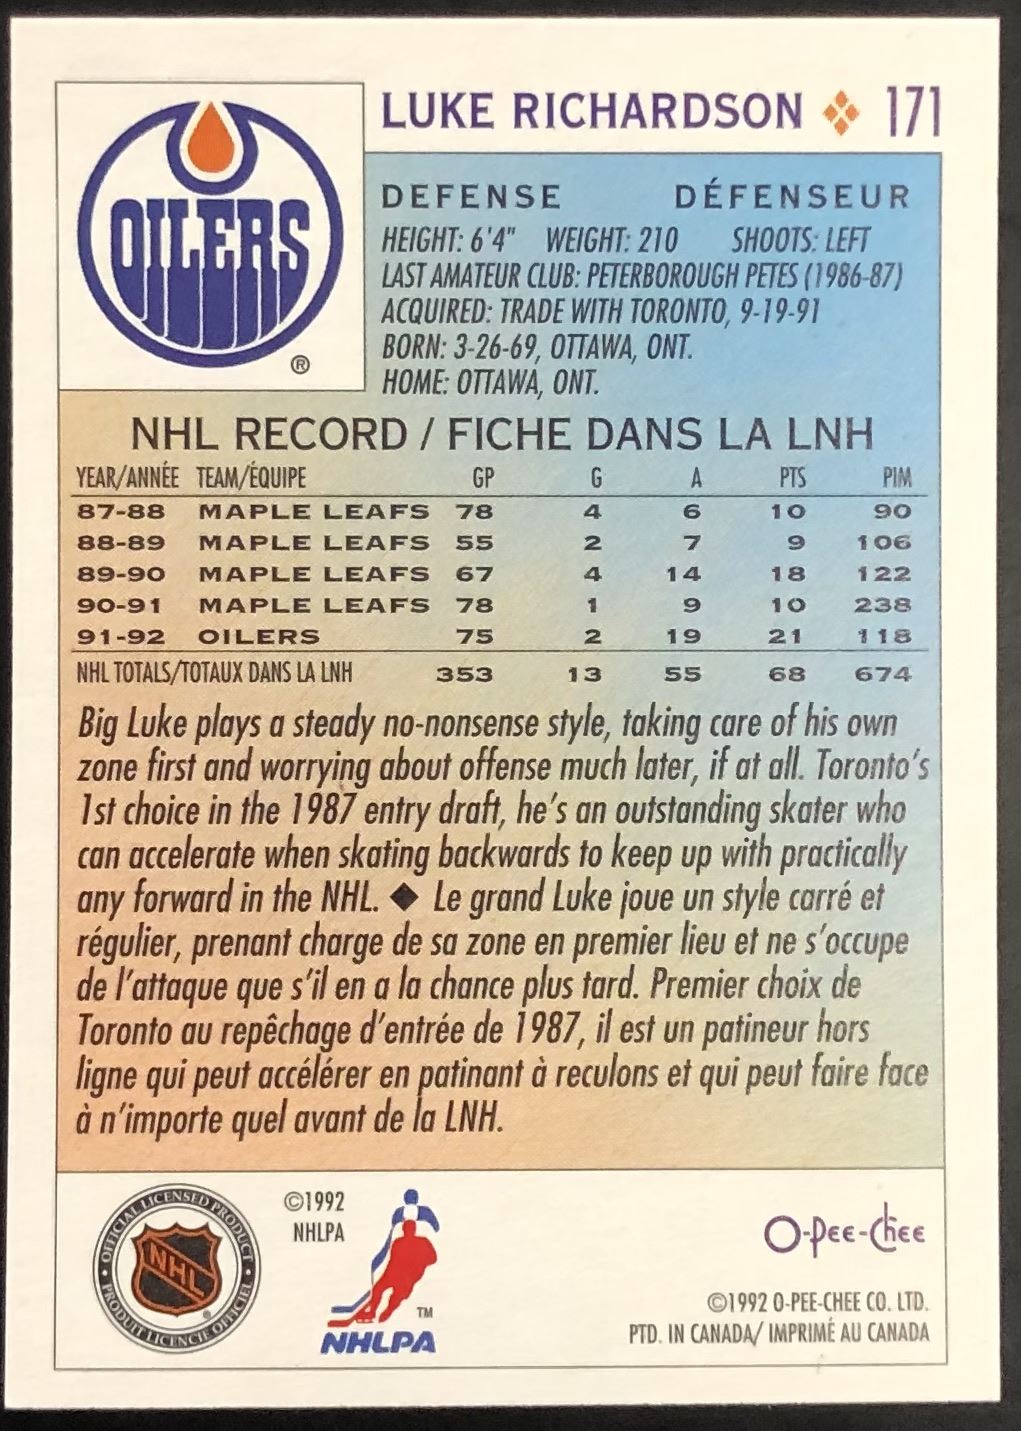 LUKE RICHARDSON 171
OILERS
®
DEFENSE DÉFENSEUR
HEIGHT: 6'4" WEIGHT: 210 SHOOTS: LEFT
LAST AMATEUR CLUB: PETERBOROUGH PETES (1986-87)
ACQUIRED: TRADE WITH TORONTO, 9-19-91
BORN: 3-26-69, OTTAWA, ONT.
HOME: OTTAWA, ONT.
NHL RECORD / FICHE DANS LA LNH
YEAR/ANNÉE TEAM/ÉQUIPE GP G A PTS PIM
87-88 MAPLE LEAFS 78 4 6 10 90
88-89 MAPLE LEAFS 55 2 7 9 106
89-90 MAPLE LEAFS 67 4 14 18 122
90-91 MAPLE LEAFS 78 1 9 10 238
91-92 OILERS 75 2 19 21 118
NHL TOTALS/TOTAUX DANS LA LNH 353 13 55 68 674
Big Luke plays a steady no-nonsense style, taking care of his own
zone first and worrying about offense much later, if at all. Toronto's
1st choice in the 1987 entry draft, he's an outstanding skater who
can accelerate when skating backwards to keep up with practically
any forward in the NHL. ◆ Le grand Luke joue un style carré et
régulier, prenant charge de sa zone en premier lieu et ne s'occupe
de l'attaque que s'il en a la chance plus tard. Premier choix de
Toronto au repêchage d'entrée de 1987, il est un patineur hors
ligne qui peut accélérer en patinant à reculons et qui peut faire face
à n'importe quel avant de la LNH.
OFFICIAL LICENSED PRODUCT
NHL
®
PRODUIT LICENCIE OFFICIEL
©1992
NHLPA
TM
NHLPA
O-Pee-Chee
©1992 O-PEE-CHEE CO. LTD.
PTD. IN CANADA/ IMPRIMÉ AU CANADA